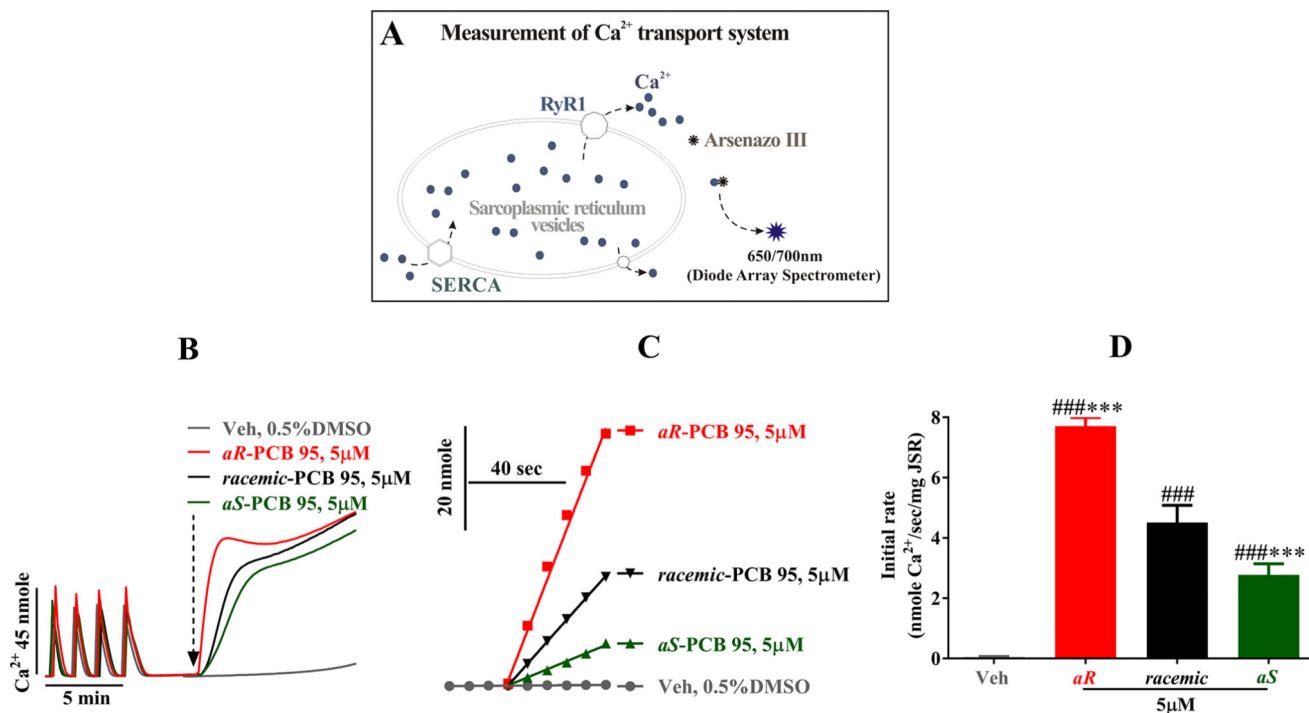 A Measurement of Ca²⁺ transport system
Ca²⁺
RyR1
Arsenazo III
Sarcoplasmic reticulum
vesicles
650/700nm
(Diode Array Spectrometer)
SERCA
B
Veh, 0.5%DMSO
aR-PCB 95, 5μM
racemic-PCB 95, 5μM
aS-PCB 95, 5μM
Ca²⁺ 45 nmole
5 min
C
aR-PCB 95, 5μM
40 sec
20 nmole
racemic-PCB 95, 5μM
aS-PCB 95, 5μM
Veh, 0.5%DMSO
D
Initial rate
(nmole Ca²⁺/sec/mg JSR)
8
6
4
2
0
###***
###
###***
Veh aR racemic aS
5μM